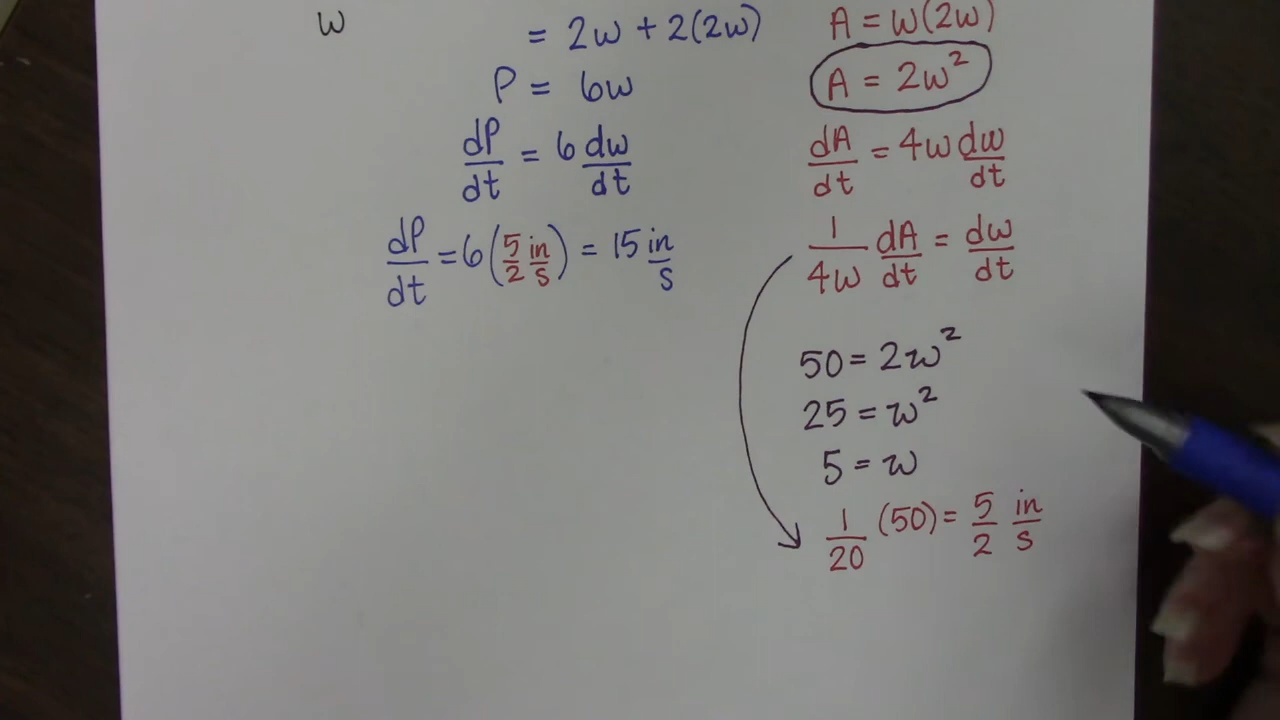 w
= 2w + 2(2w)
P = 6w
dP/dt = 6 dw/dt
dP/dt = 6(5/2 in/s) = 15 in/s
A = w(2w)
A = 2w²
dA/dt = 4w dw/dt
1/4w dA/dt = dw/dt
50 = 2w²
25 = w²
5 = w
1/20 (50) = 5/2 in/s